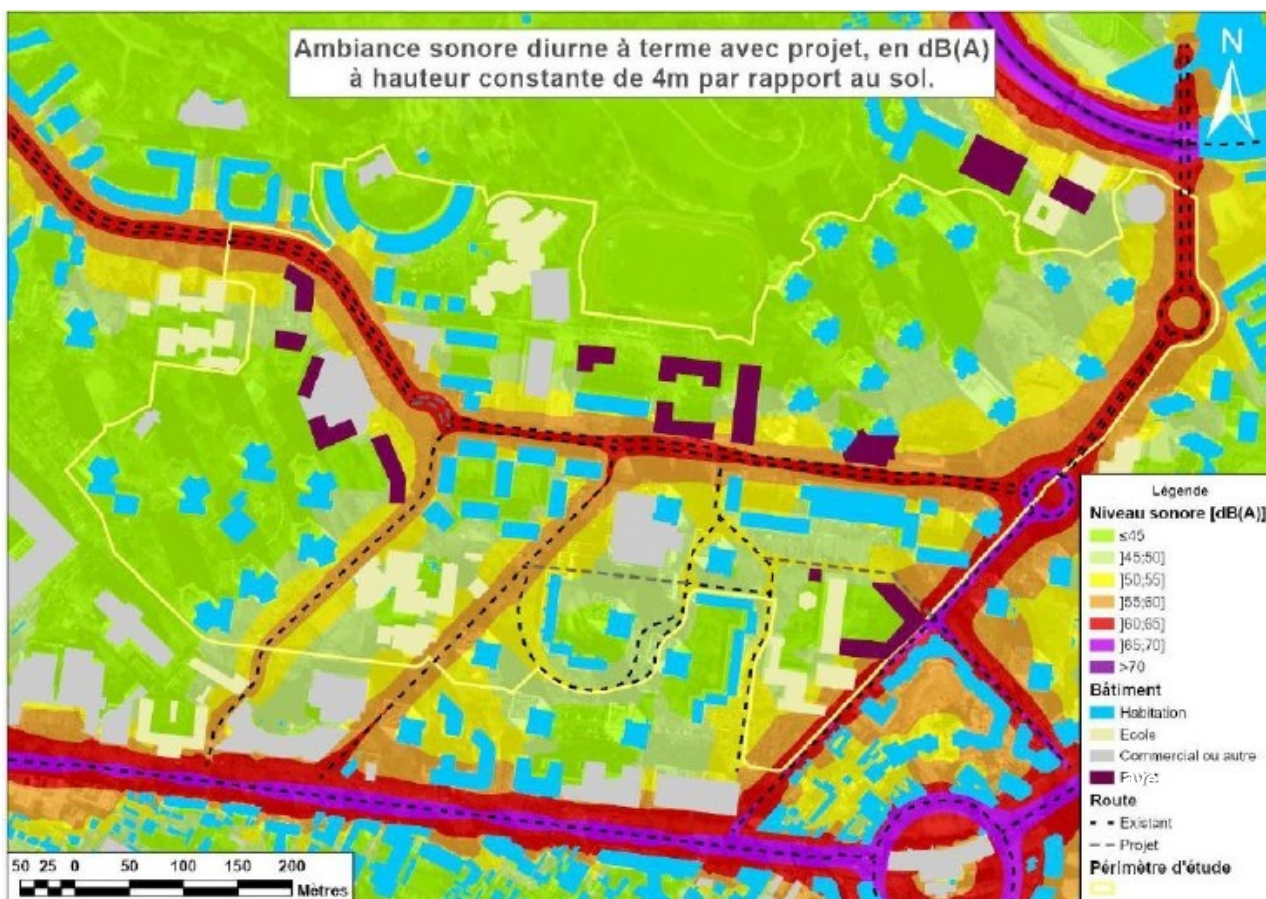 Ambiance sonore diurne à terme avec projet, en dB(A)
à hauteur constante de 4m par rapport au sol.
N
Légende
Niveau sonore [dB(A)]
≤45
]45;50]
]50;55]
]55;60]
]60;65]
]65;70]
>70
Bâtiment
Habitation
Ecole
Commercial ou autre
Projet
Route
Existant
Projet
Périmètre d'étude
50 25 0 50 100 150 200
Mètres